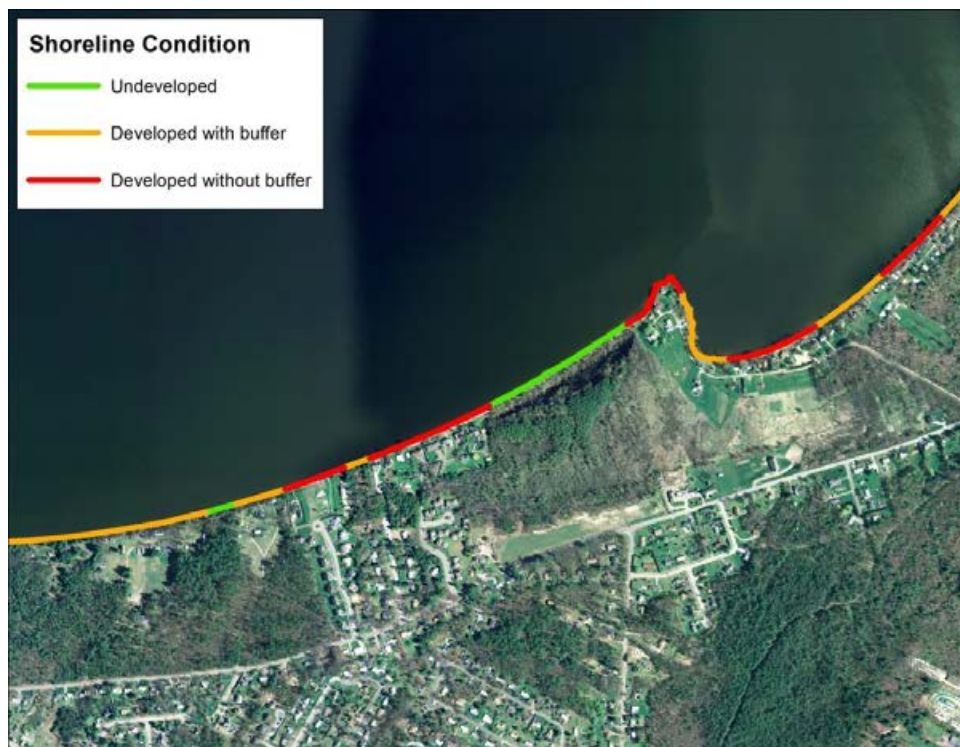 Shoreline Condition
Undeveloped
Developed with buffer
Developed without buffer